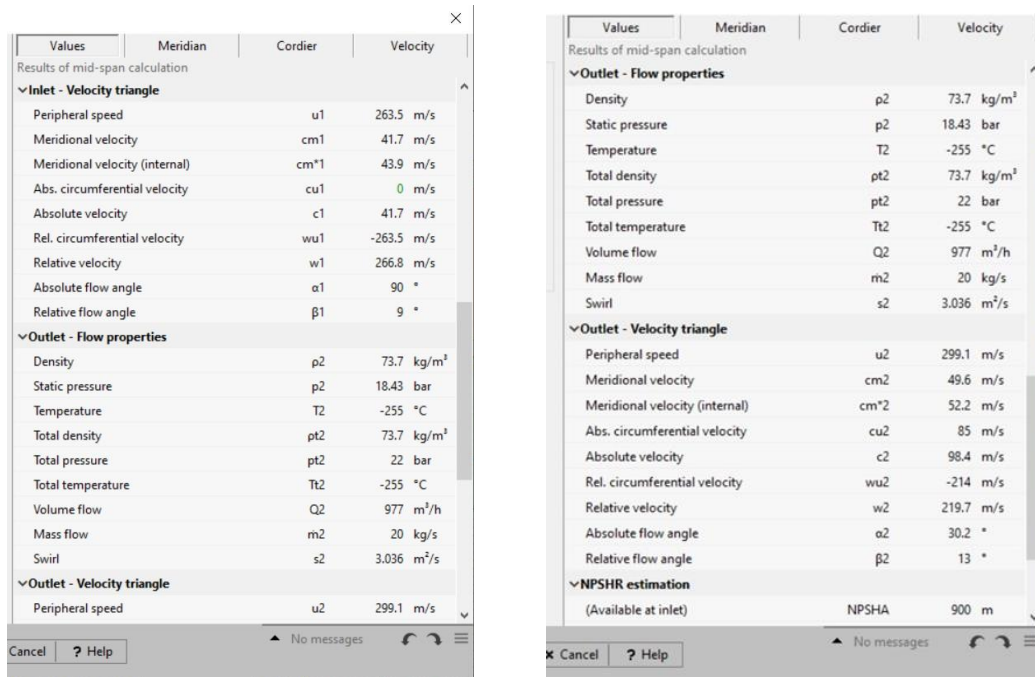 Values Meridian Cordier Velocity
Results of mid-span calculation
Inlet - Velocity triangle
Peripheral speed u1 263.5 m/s
Meridional velocity cm1 41.7 m/s
Meridional velocity (internal) cm*1 43.9 m/s
Abs. circumferential velocity cu1 0 m/s
Absolute velocity c1 41.7 m/s
Rel. circumferential velocity wu1 -263.5 m/s
Relative velocity w1 266.8 m/s
Absolute flow angle α1 90 °
Relative flow angle β1 9 °
Outlet - Flow properties
Density ρ2 73.7 kg/m³
Static pressure p2 18.43 bar
Temperature T2 -255 °C
Total density ρt2 73.7 kg/m³
Total pressure pt2 22 bar
Total temperature Tt2 -255 °C
Volume flow Q2 977 m³/h
Mass flow ṁ2 20 kg/s
Swirl s2 3.036 m²/s
Outlet - Velocity triangle
Peripheral speed u2 299.1 m/s
No messages
Cancel ? Help
Values Meridian Cordier Velocity
Results of mid-span calculation
Outlet - Flow properties
Density ρ2 73.7 kg/m³
Static pressure p2 18.43 bar
Temperature T2 -255 °C
Total density ρt2 73.7 kg/m³
Total pressure pt2 22 bar
Total temperature Tt2 -255 °C
Volume flow Q2 977 m³/h
Mass flow ṁ2 20 kg/s
Swirl s2 3.036 m²/s
Outlet - Velocity triangle
Peripheral speed u2 299.1 m/s
Meridional velocity cm2 49.6 m/s
Meridional velocity (internal) cm*2 52.2 m/s
Abs. circumferential velocity cu2 85 m/s
Absolute velocity c2 98.4 m/s
Rel. circumferential velocity wu2 -214 m/s
Relative velocity w2 219.7 m/s
Absolute flow angle α2 30.2 °
Relative flow angle β2 13 °
NPSHR estimation
(Available at inlet) NPSHA 900 m
No messages
Cancel ? Help